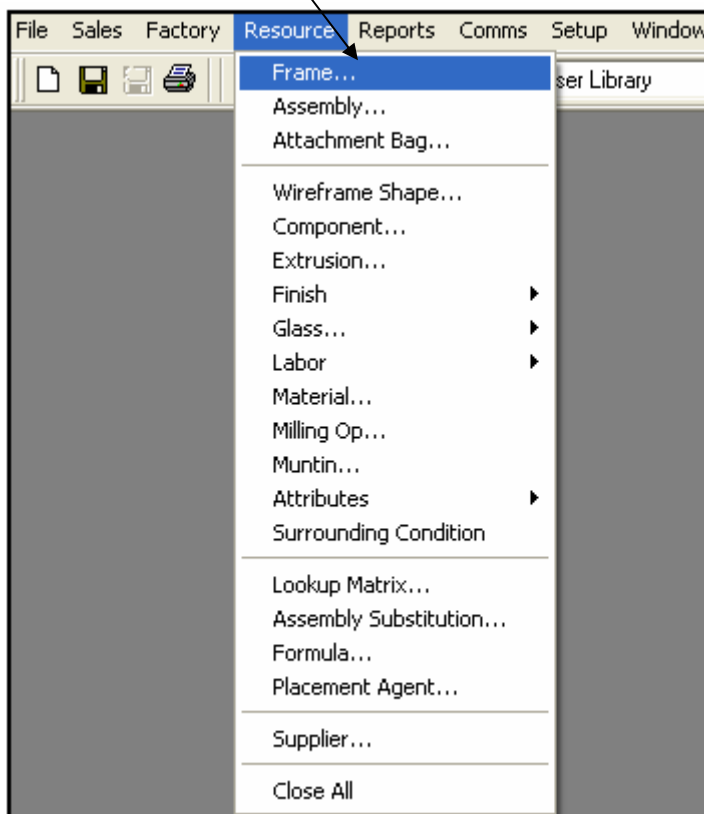 File Sales Factory Resource Reports Comms Setup Window
ser Library
Frame...
Assembly...
Attachment Bag...
Wireframe Shape...
Component...
Extrusion...
Finish
Glass...
Labor
Material...
Milling Op...
Muntin...
Attributes
Surrounding Condition
Lookup Matrix...
Assembly Substitution...
Formula...
Placement Agent...
Supplier...
Close All